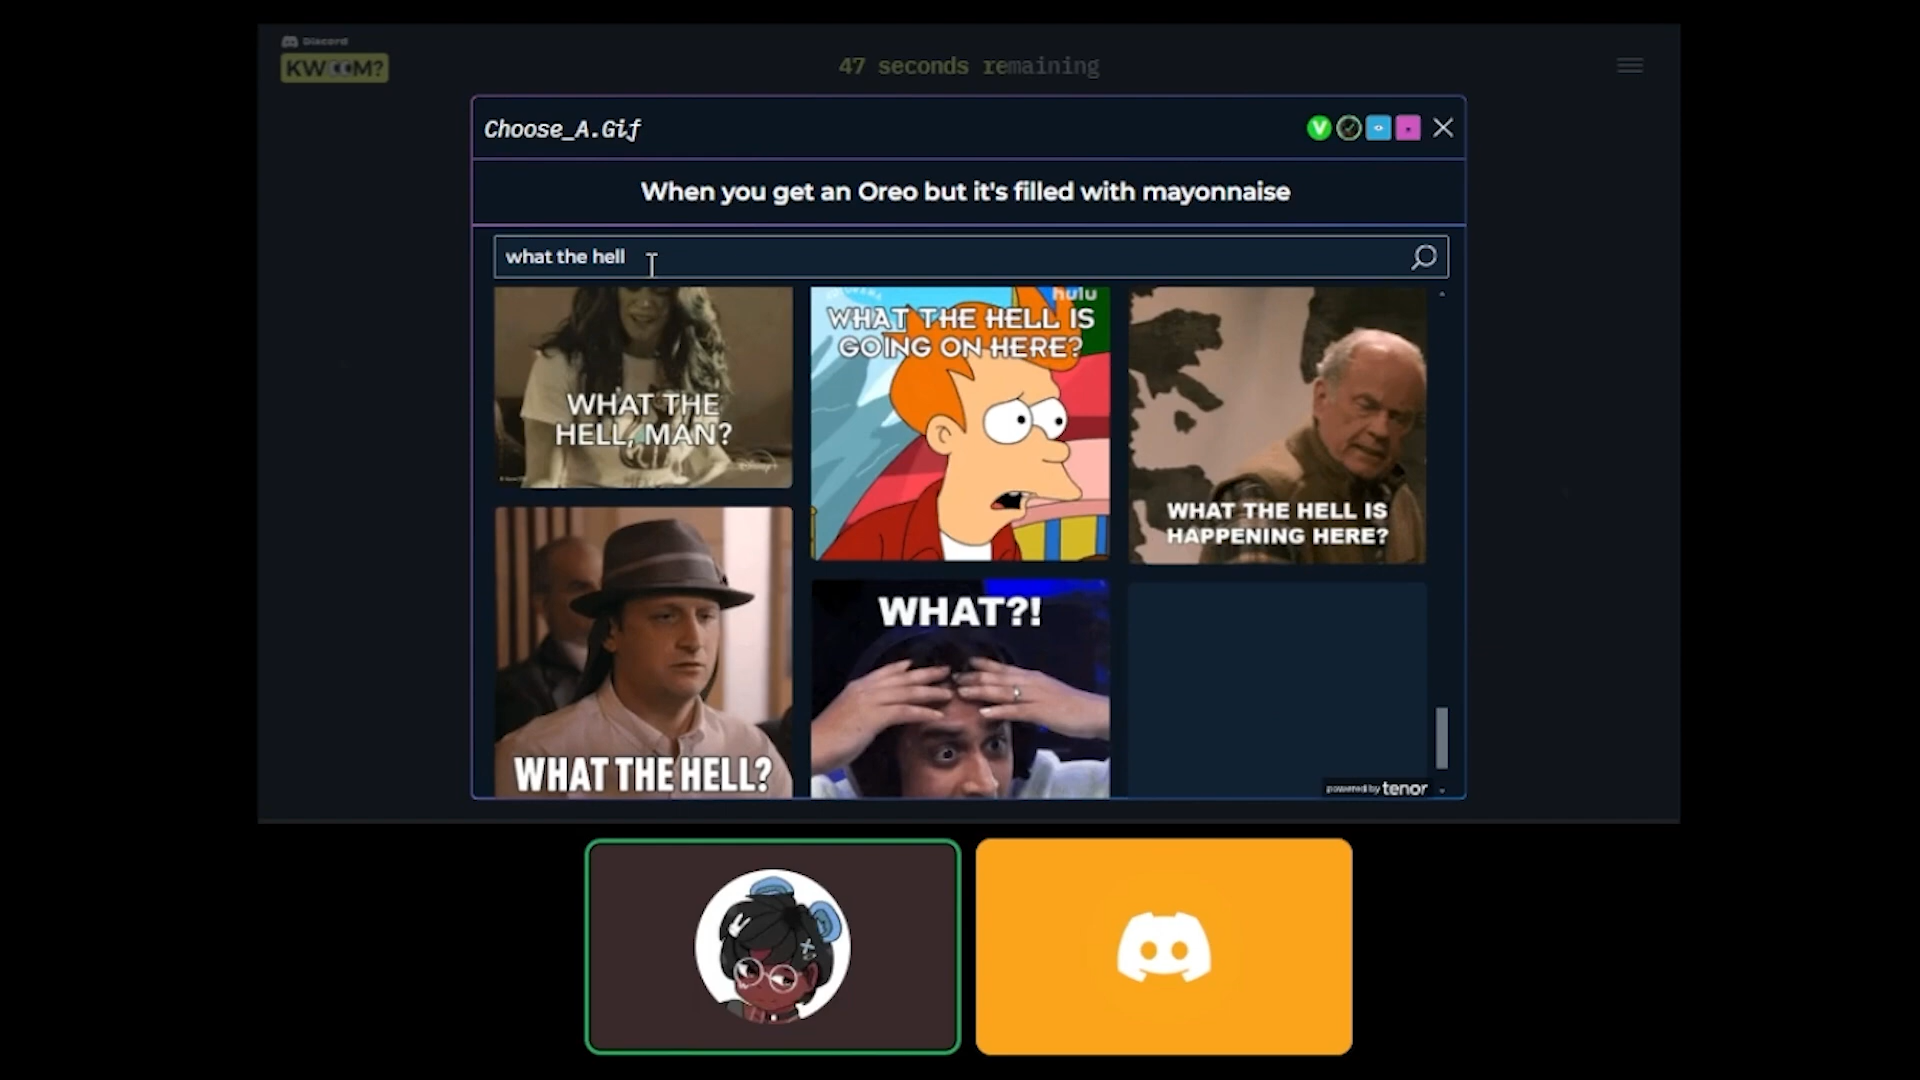 Discord
KWOOM?
47 seconds remaining
Choose_A.Gif
When you get an Oreo but it's filled with mayonnaise
what the hell
WHAT THE
HELL, MAN?
Disney+
hulu
WHAT THE HELL IS
GOING ON HERE?
WHAT THE HELL IS
HAPPENING HERE?
WHAT THE HELL?
WHAT?!
powered by tenor